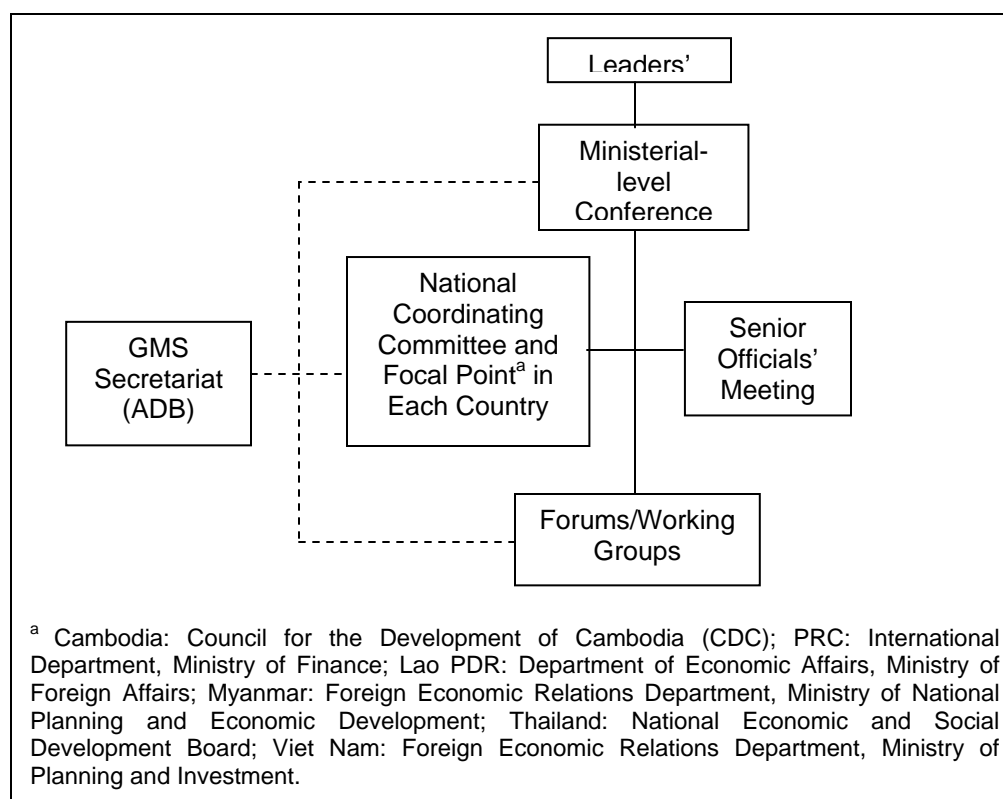 Leaders’
Ministerial-
level
Conference
National
Coordinating
Committee and
Focal Pointᵃ in
Each Country
GMS
Secretariat
(ADB)
Senior
Officials’
Meeting
Forums/Working
Groups
ᵃ Cambodia: Council for the Development of Cambodia (CDC); PRC: International
Department, Ministry of Finance; Lao PDR: Department of Economic Affairs, Ministry of
Foreign Affairs; Myanmar: Foreign Economic Relations Department, Ministry of National
Planning and Economic Development; Thailand: National Economic and Social
Development Board; Viet Nam: Foreign Economic Relations Department, Ministry of
Planning and Investment.